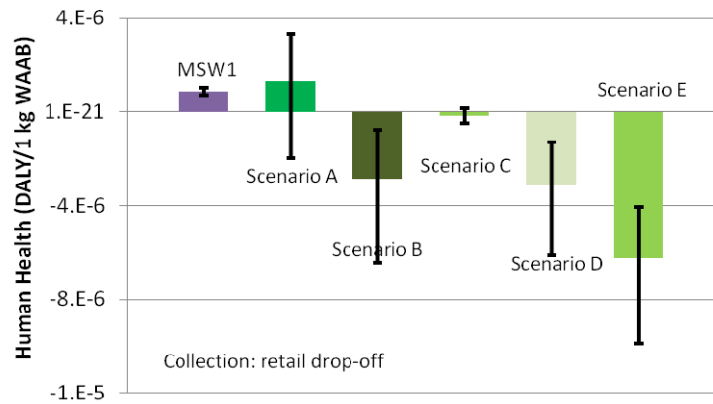 Human Health (DALY/1 kg WAAB)
4.E-6
1.E-21
-4.E-6
-8.E-6
-1.E-5
MSW1
Scenario A
Scenario B
Scenario C
Scenario D
Scenario E
Collection: retail drop-off